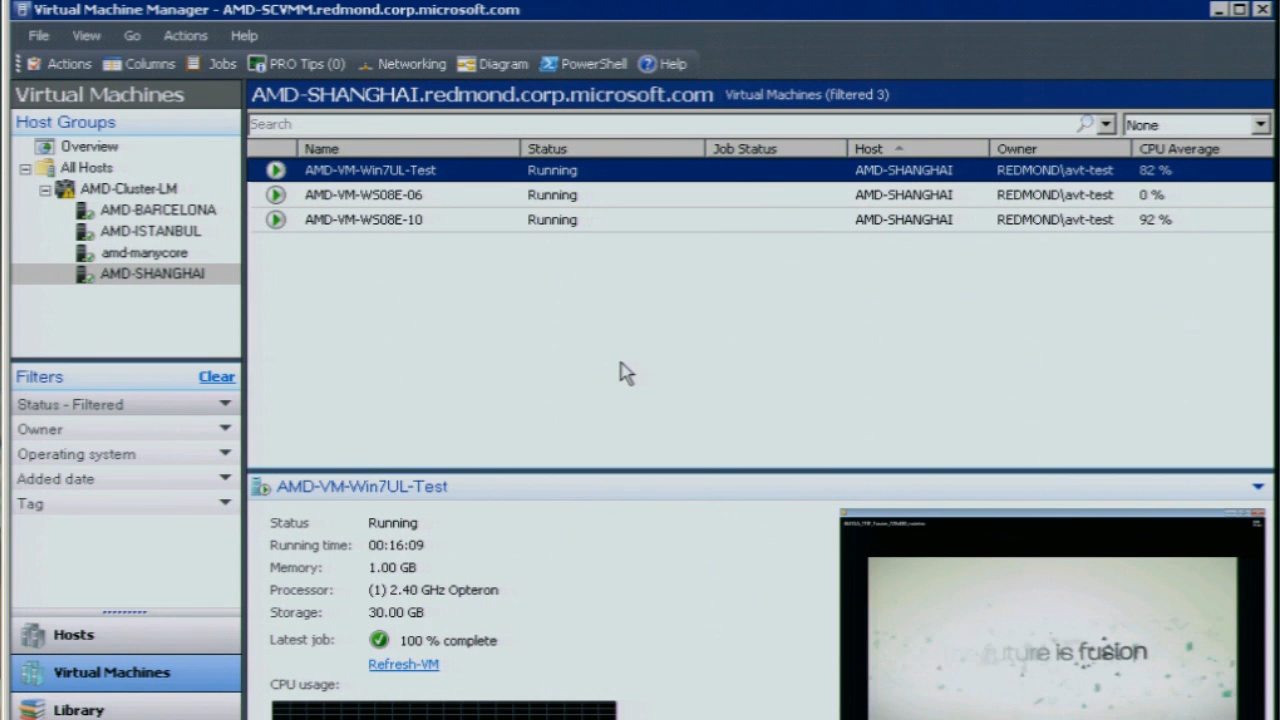 Virtual Machine Manager - AMD-SCVMM.redmond.corp.microsoft.com
File View Go Actions Help
Actions Columns Jobs PRO Tips (0) Networking Diagram PowerShell Help
Virtual Machines
AMD-SHANGHAI.redmond.corp.microsoft.com Virtual Machines (filtered 3)
Host Groups
Search
None
Overview
All Hosts
AMD-Cluster-LM
AMD-BARCELONA
AMD-ISTANBUL
amd-manycore
AMD-SHANGHAI
Name Status Job Status Host Owner CPU Average
AMD-VM-Win7UL-Test Running AMD-SHANGHAI REDMOND\avt-test 82 %
AMD-VM-WS08E-06 Running AMD-SHANGHAI REDMOND\avt-test 0 %
AMD-VM-WS08E-10 Running AMD-SHANGHAI REDMOND\avt-test 92 %
Filters Clear
Status - Filtered
Owner
Operating system
Added date
Tag
Hosts
Virtual Machines
Library
AMD-VM-Win7UL-Test
Status Running
Running time: 00:16:09
Memory: 1.00 GB
Processor: (1) 2.40 GHz Opteron
Storage: 30.00 GB
Latest job: 100 % complete
Refresh-VM
CPU usage:
future is fusion